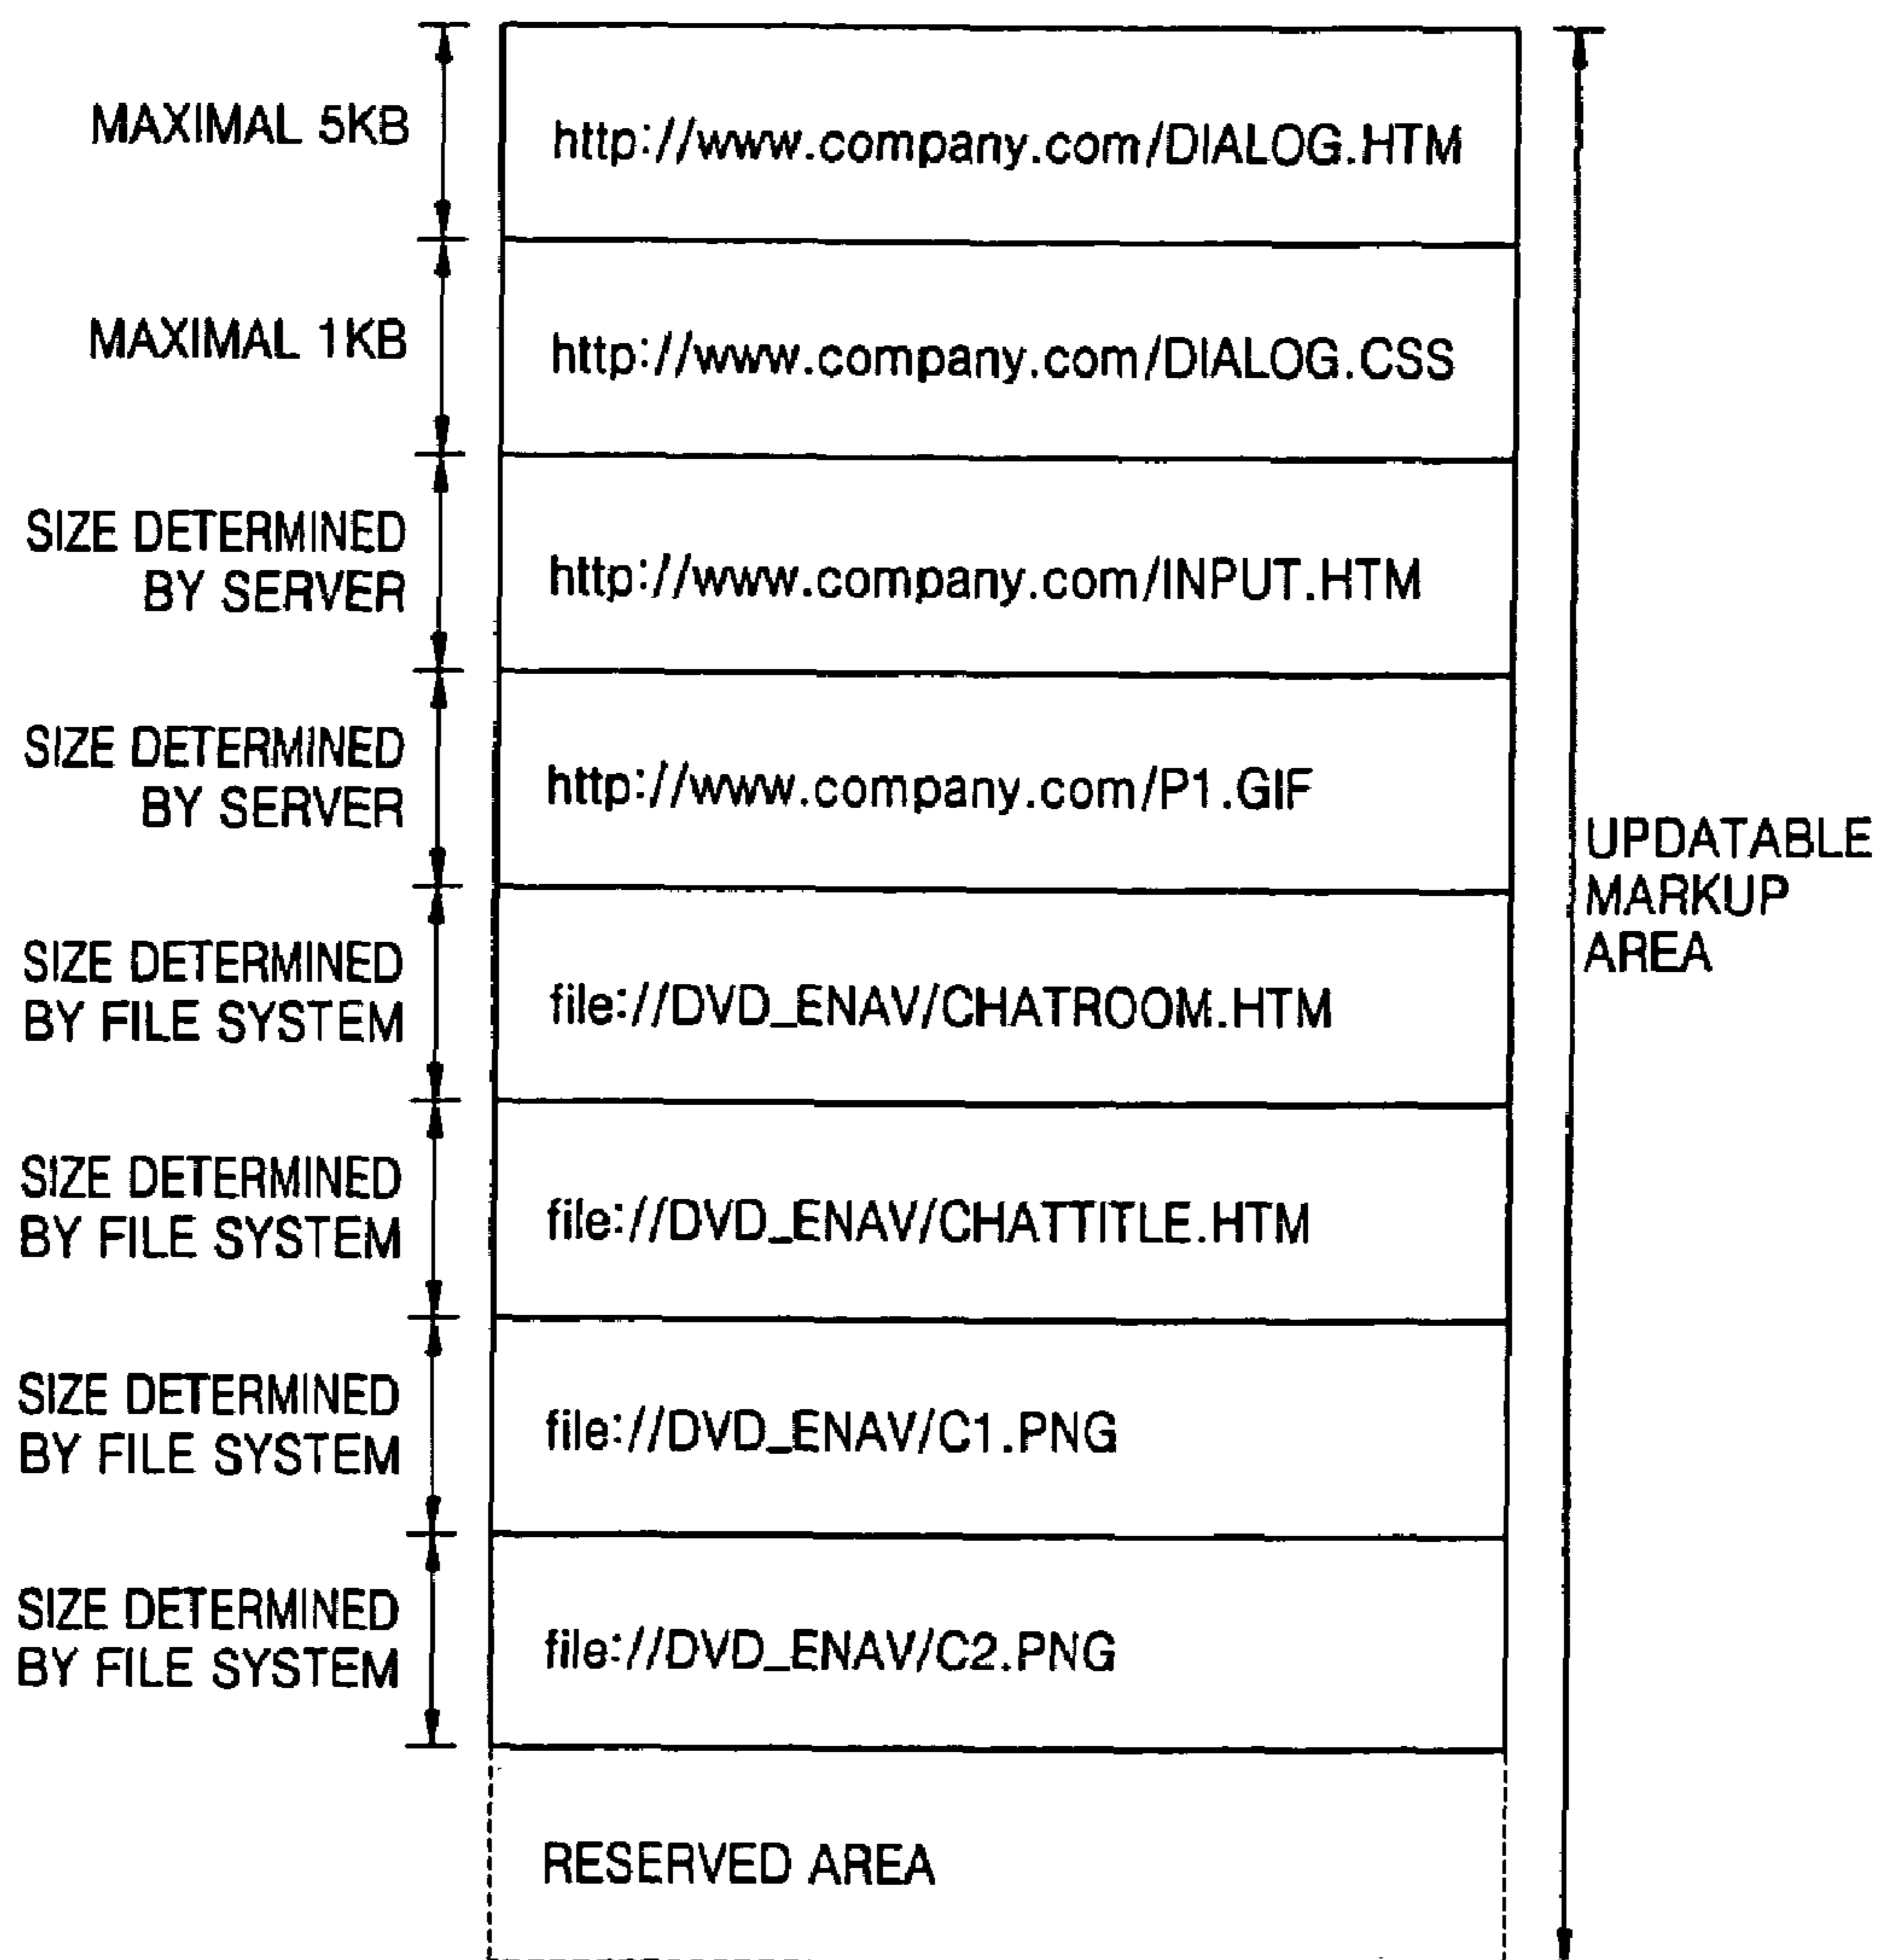 MAXIMAL 5KB
http://www.company.com/DIALOG.HTM
MAXIMAL 1KB
http://www.company.com/DIALOG.CSS
SIZE DETERMINED
BY SERVER
http://www.company.com/INPUT.HTM
SIZE DETERMINED
BY SERVER
http://www.company.com/P1.GIF
UPDATABLE
MARKUP
AREA
SIZE DETERMINED
BY FILE SYSTEM
file://DVD_ENAV/CHATROOM.HTM
SIZE DETERMINED
BY FILE SYSTEM
file://DVD_ENAV/CHATTITLE.HTM
SIZE DETERMINED
BY FILE SYSTEM
file://DVD_ENAV/C1.PNG
SIZE DETERMINED
BY FILE SYSTEM
file://DVD_ENAV/C2.PNG
RESERVED AREA